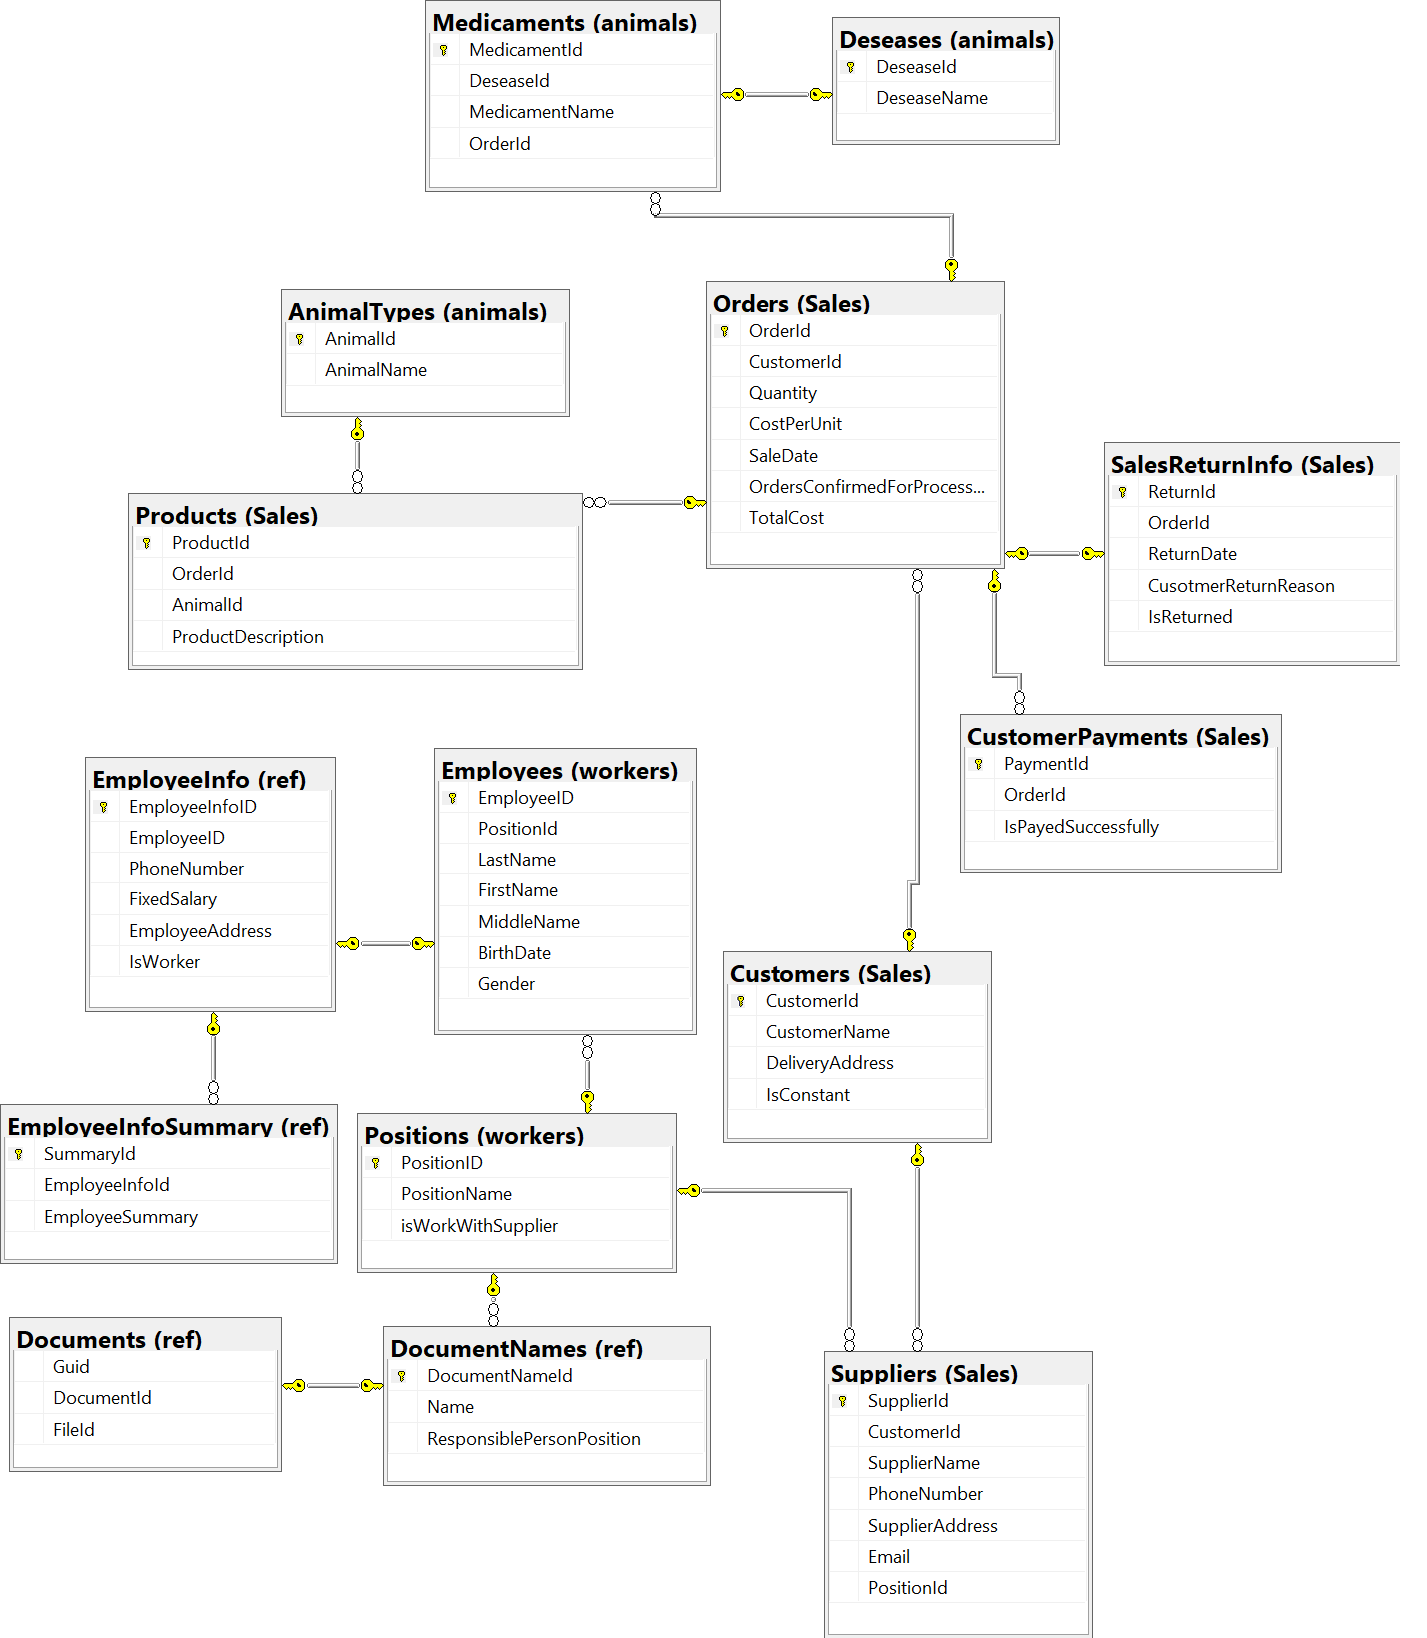 Medicaments (animals)
MedicamentId
DeseaseId
MedicamentName
OrderId
Deseases (animals)
DeseaseId
DeseaseName
AnimalTypes (animals)
AnimalId
AnimalName
Orders (Sales)
OrderId
CustomerId
Quantity
CostPerUnit
SaleDate
OrdersConfirmedForProcess...
TotalCost
SalesReturnInfo (Sales)
ReturnId
OrderId
ReturnDate
CusotmerReturnReason
IsReturned
Products (Sales)
ProductId
OrderId
AnimalId
ProductDescription
CustomerPayments (Sales)
PaymentId
OrderId
IsPayedSuccessfully
EmployeeInfo (ref)
EmployeeInfoID
EmployeeID
PhoneNumber
FixedSalary
EmployeeAddress
IsWorker
Employees (workers)
EmployeeID
PositionId
LastName
FirstName
MiddleName
BirthDate
Gender
Customers (Sales)
CustomerId
CustomerName
DeliveryAddress
IsConstant
EmployeeInfoSummary (ref)
SummaryId
EmployeeInfoId
EmployeeSummary
Positions (workers)
PositionID
PositionName
isWorkWithSupplier
Documents (ref)
Guid
DocumentId
FileId
DocumentNames (ref)
DocumentNameId
Name
ResponsiblePersonPosition
Suppliers (Sales)
SupplierId
CustomerId
SupplierName
PhoneNumber
SupplierAddress
Email
PositionId